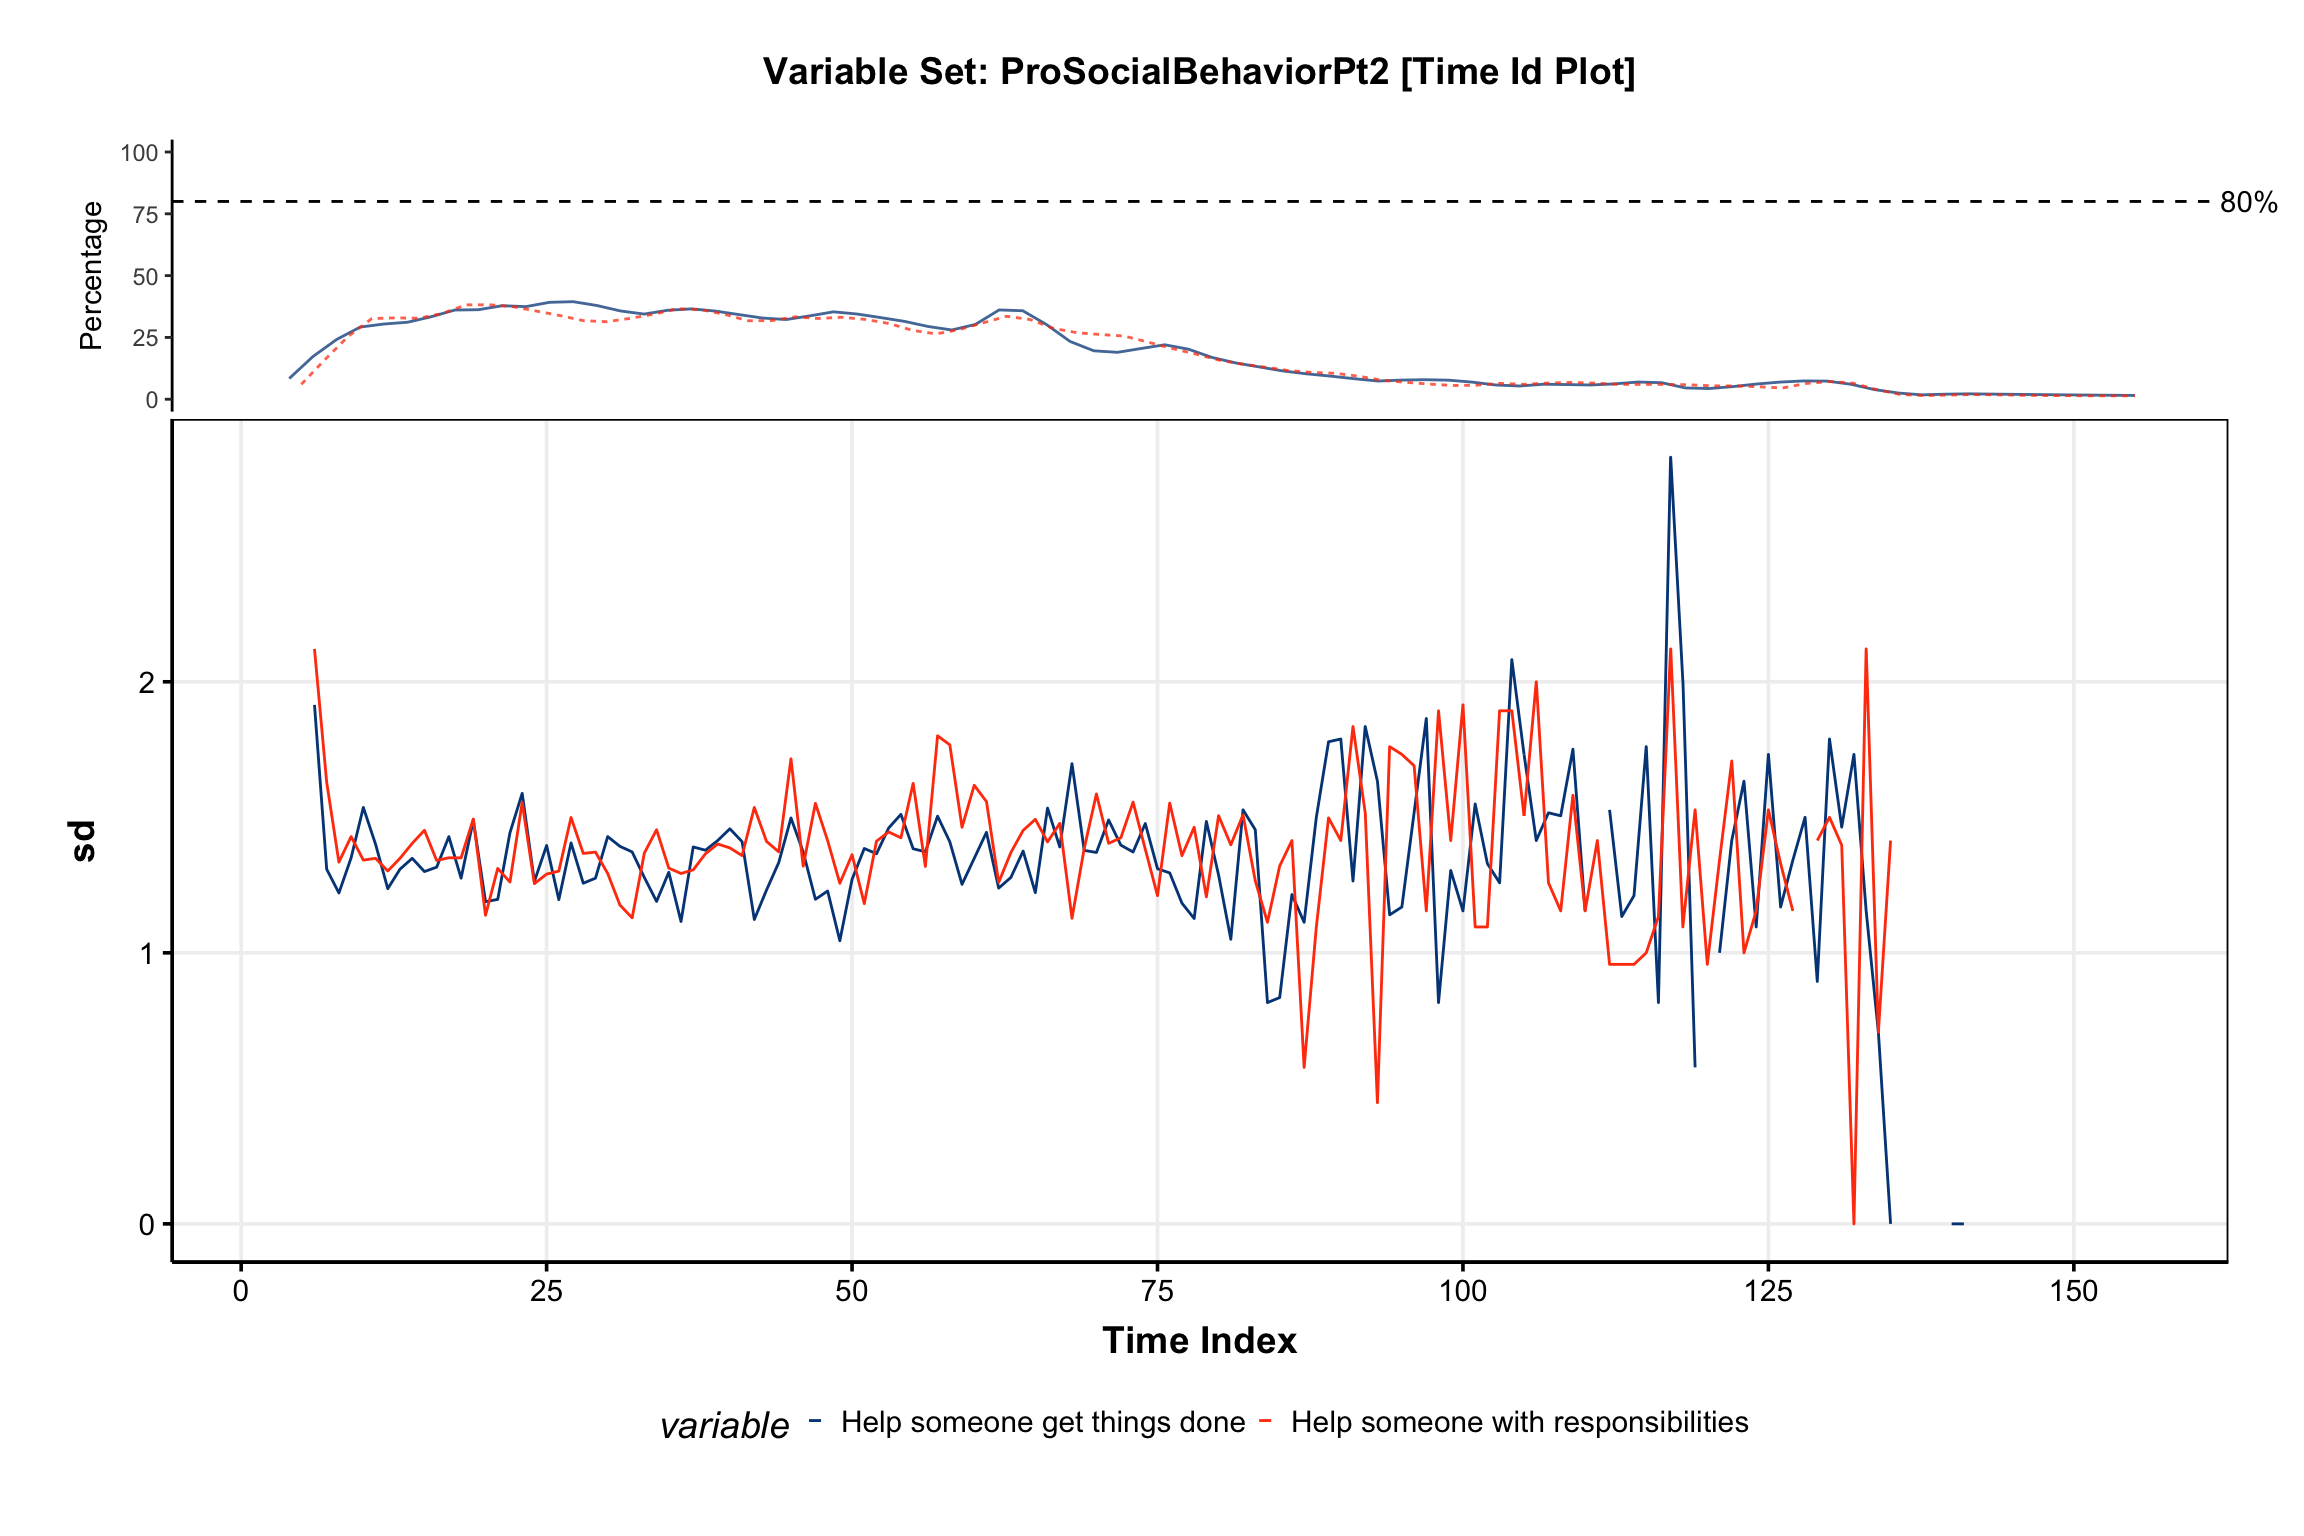 Variable Set: ProSocialBehaviorPt2 [Time Id Plot]
100
75
50
25
0
Percentage
80%
2
1
0
sd
0 25 50 75 100 125 150
Time Index
variable Help someone get things done Help someone with responsibilities